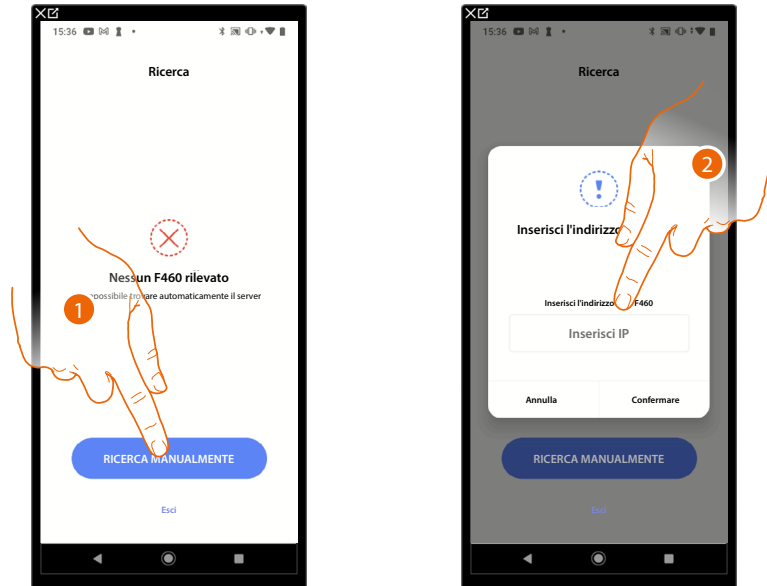 15:36
Ricerca
Nessun F460 rilevato
possibile trovare automaticamente il server
1
RICERCA MANUALMENTE
Esci
15:36
Ricerca
2
Inserisci l'indirizzo
Inserisci l'indirizzo F460
Inserisci IP
Annulla
Confermare
RICERCA MANUALMENTE
Esci